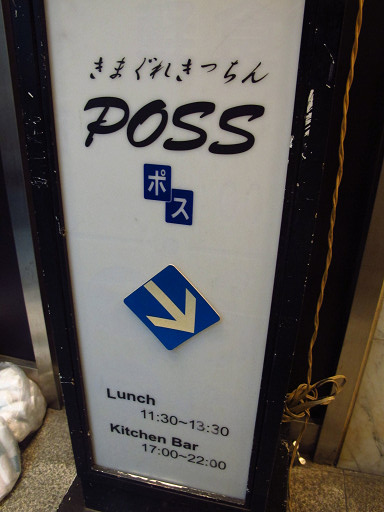 きまぐれきっちん
POSS
ポス
Lunch
11:30~13:30
Kitchen Bar
17:00~22:00